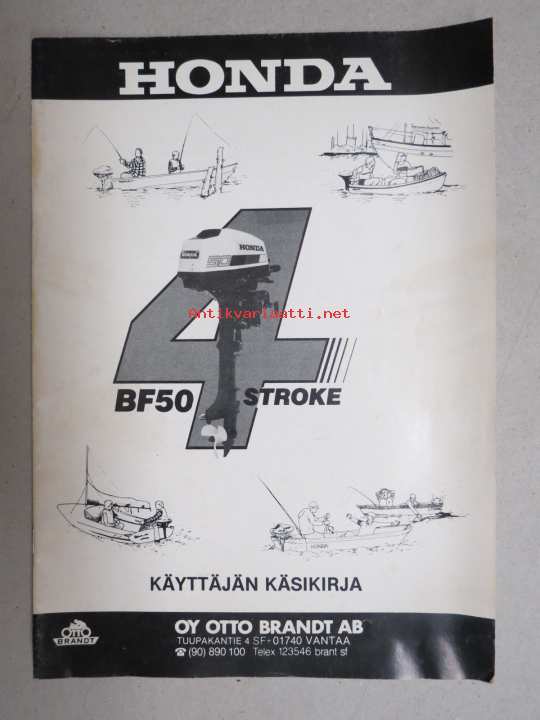 HONDA
4
HONDA
Antikvariaatti.net
BF50 STROKE
HONDA
KÄYTTÄJÄN KÄSIKIRJA
OTTO
BRANDT
OY OTTO BRANDT AB
TUUPAKANTIE 4 SF-01740 VANTAA
☎ (90) 890 100 Telex 123546 brant sf